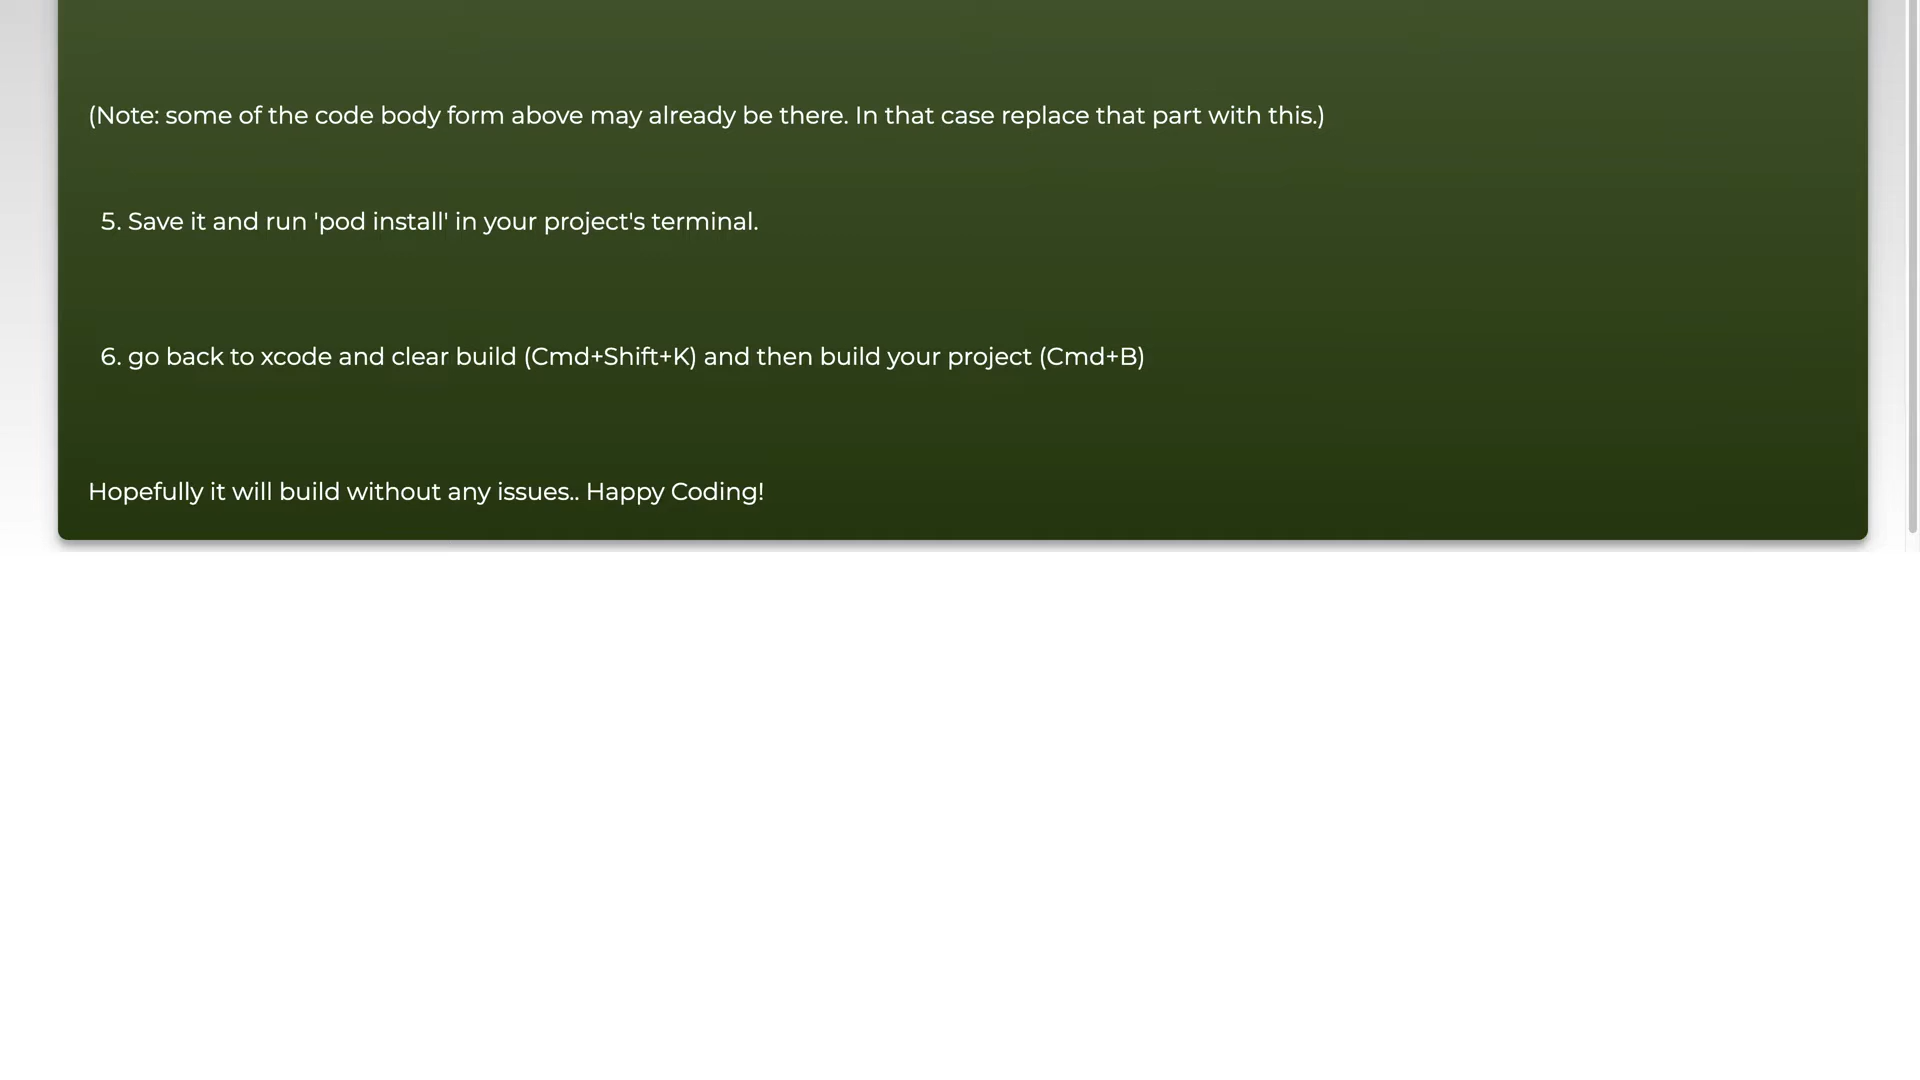 (Note: some of the code body form above may already be there. In that case replace that part with this.)
5. Save it and run 'pod install' in your project's terminal.
6. go back to xcode and clear build (Cmd+Shift+K) and then build your project (Cmd+B)
Hopefully it will build without any issues.. Happy Coding!